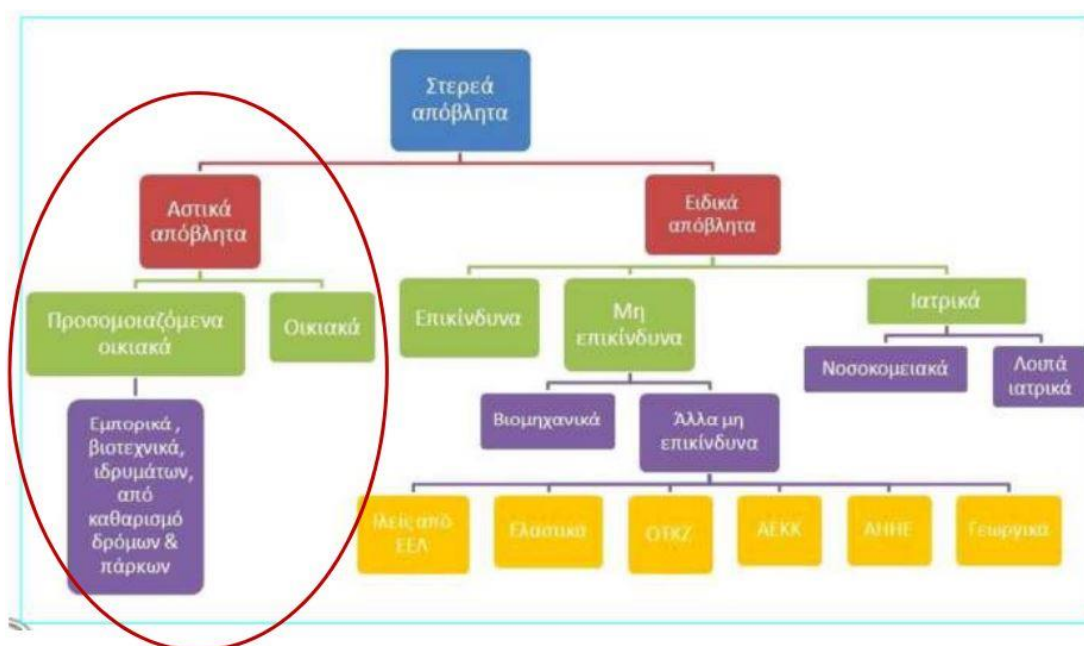 Στερεά
απόβλητα
Αστικά
απόβλητα
Ειδικά
απόβλητα
Προσομοιαζόμενα
οικιακά
Οικιακά
Επικίνδυνα
Μη
επικίνδυνα
Ιατρικά
Νοσοκομειακά
Λοιπά
ιατρικά
Εμπορικά ,
βιοτεχνικά,
ιδρυμάτων,
από
καθαρισμό
δρόμων &
πάρκων
Βιομηχανικά
Άλλα μη
επικίνδυνα
Ιλείς από
ΕΕΛ
Ελαστικά
ΟΤΚΖ
ΑΕΚΚ
ΑΗΗΕ
Γεωργικά